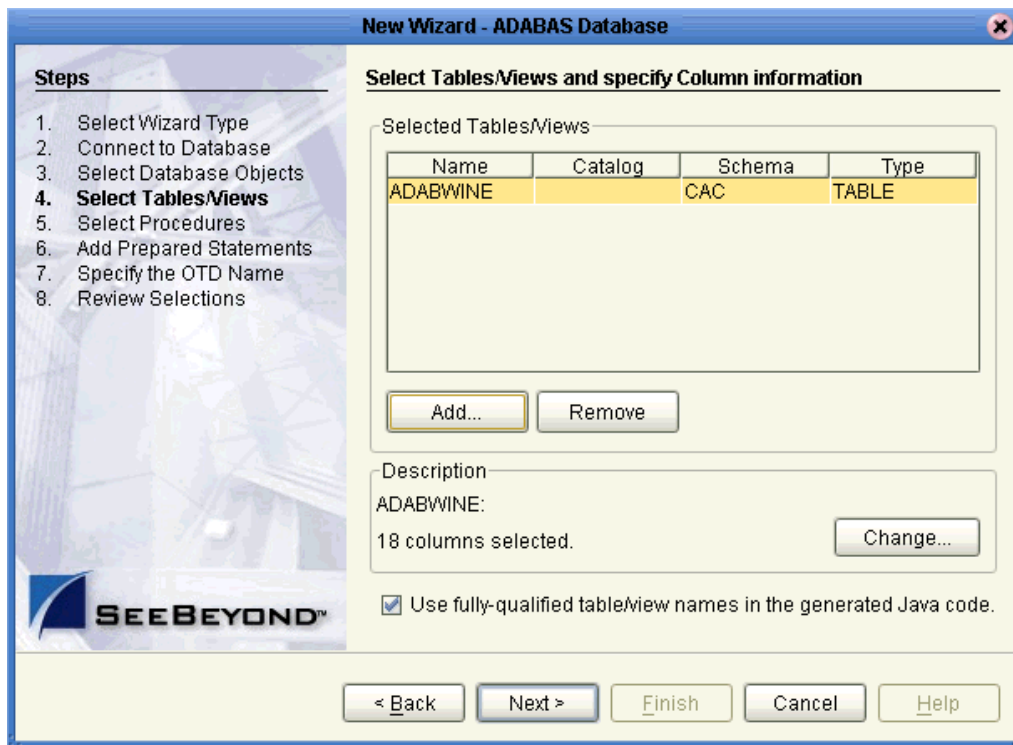 New Wizard - ADABAS Database
Steps
1. Select Wizard Type
2. Connect to Database
3. Select Database Objects
4. Select Tables/Views
5. Select Procedures
6. Add Prepared Statements
7. Specify the OTD Name
8. Review Selections
SEEBEYOND™
Select Tables/Views and specify Column information
Selected Tables/Views
Name Catalog Schema Type
ADABWINE CAC TABLE
Add... Remove
Description
ADABWINE:
18 columns selected.
Change...
Use fully-qualified table/view names in the generated Java code.
< Back Next > Finish Cancel Help